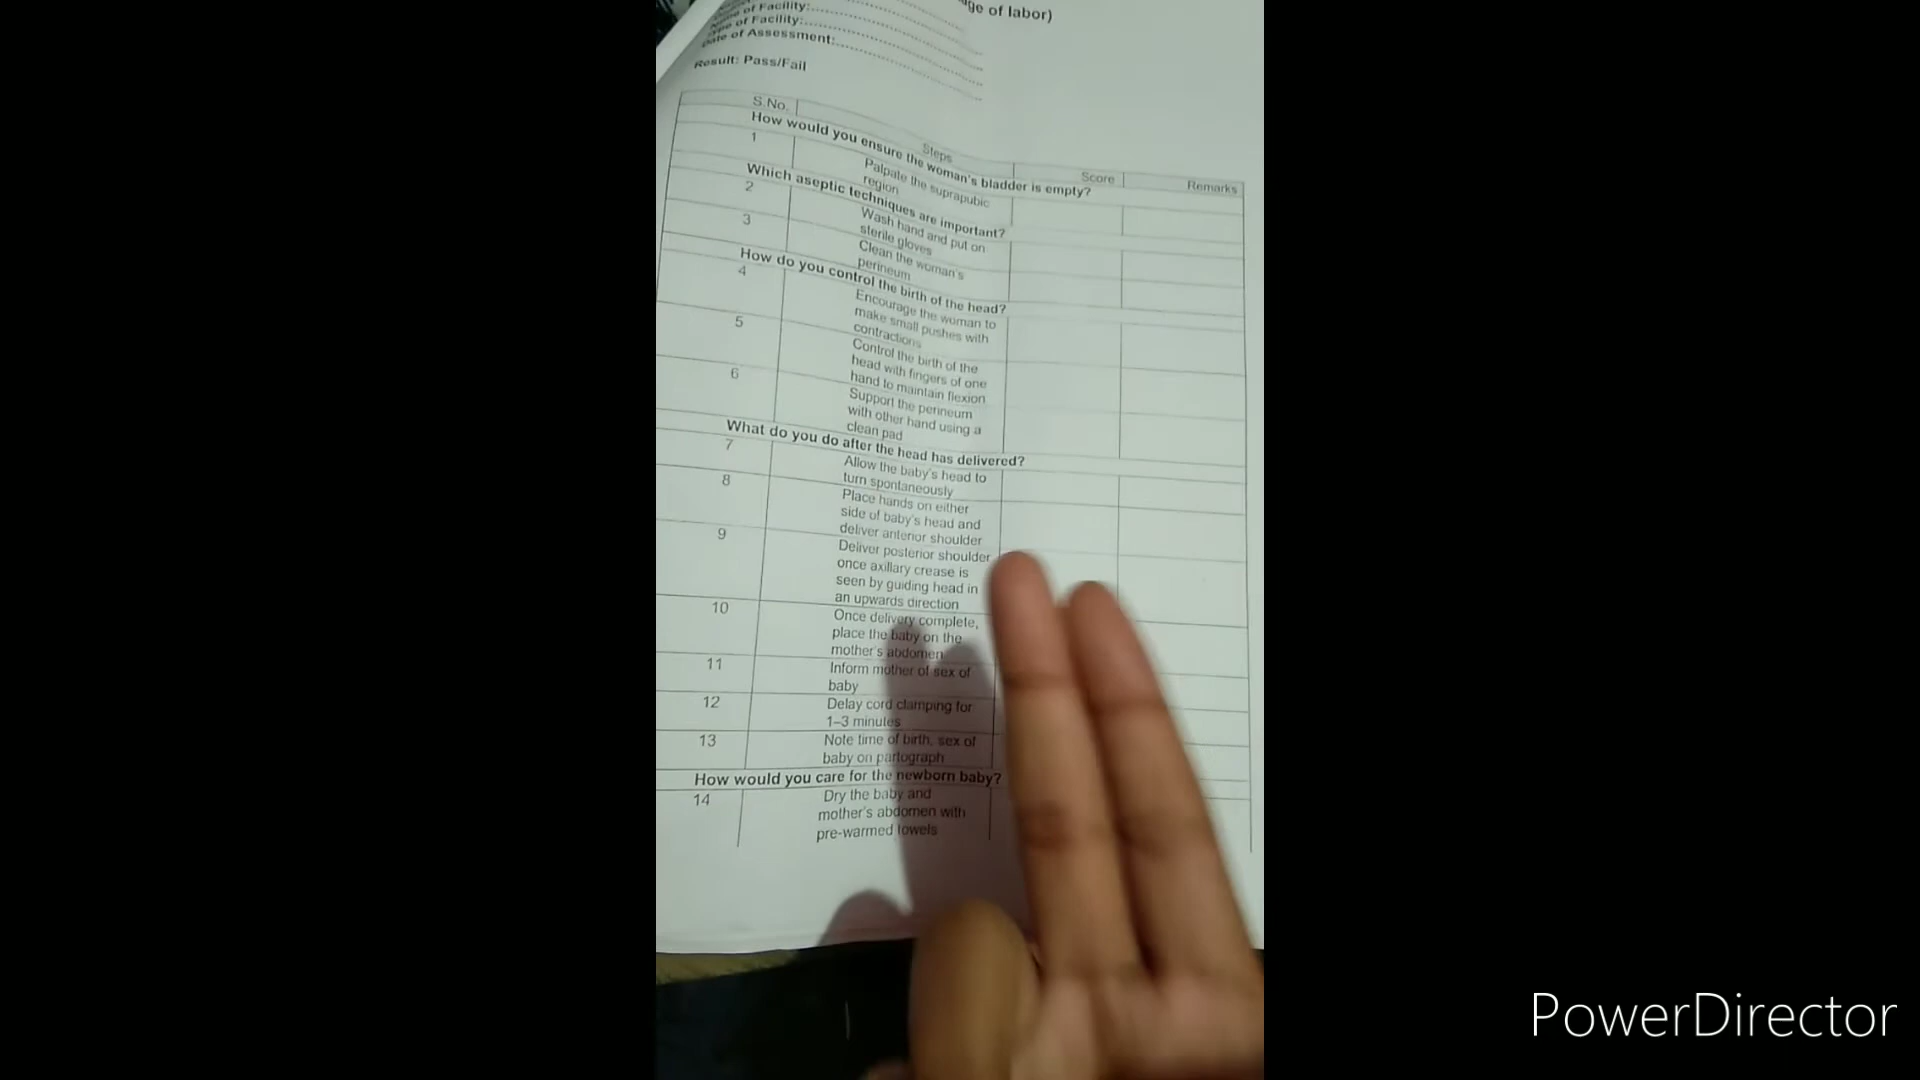 of labor)
of Facility:
of Facility:
of Assessment:
Result: Pass/Fail
S.No.
Steps
Score
Remarks
How would you ensure the woman's bladder is empty?
1
Palpate the suprapubic
region
Which aseptic techniques are important?
2
Wash hand and put on
sterile gloves
3
Clean the woman's
perineum
How do you control the birth of the head?
4
Encourage the woman to
make small pushes with
contractions
5
Control the birth of the
head with fingers of one
hand to maintain flexion
6
Support the perineum
with other hand using a
clean pad
What do you do after the head has delivered?
7
Allow the baby's head to
turn spontaneously
8
Place hands on either
side of baby's head and
deliver anterior shoulder
9
Deliver posterior shoulder
once axillary crease is
seen by guiding head in
an upwards direction
10
Once delivery complete,
place the baby on the
mother's abdomen
11
Inform mother of sex of
baby
12
Delay cord clamping for
1–3 minutes
13
Note time of birth, sex of
baby on partograph
How would you care for the newborn baby?
14
Dry the baby and
mother's abdomen with
pre-warmed towels
PowerDirector